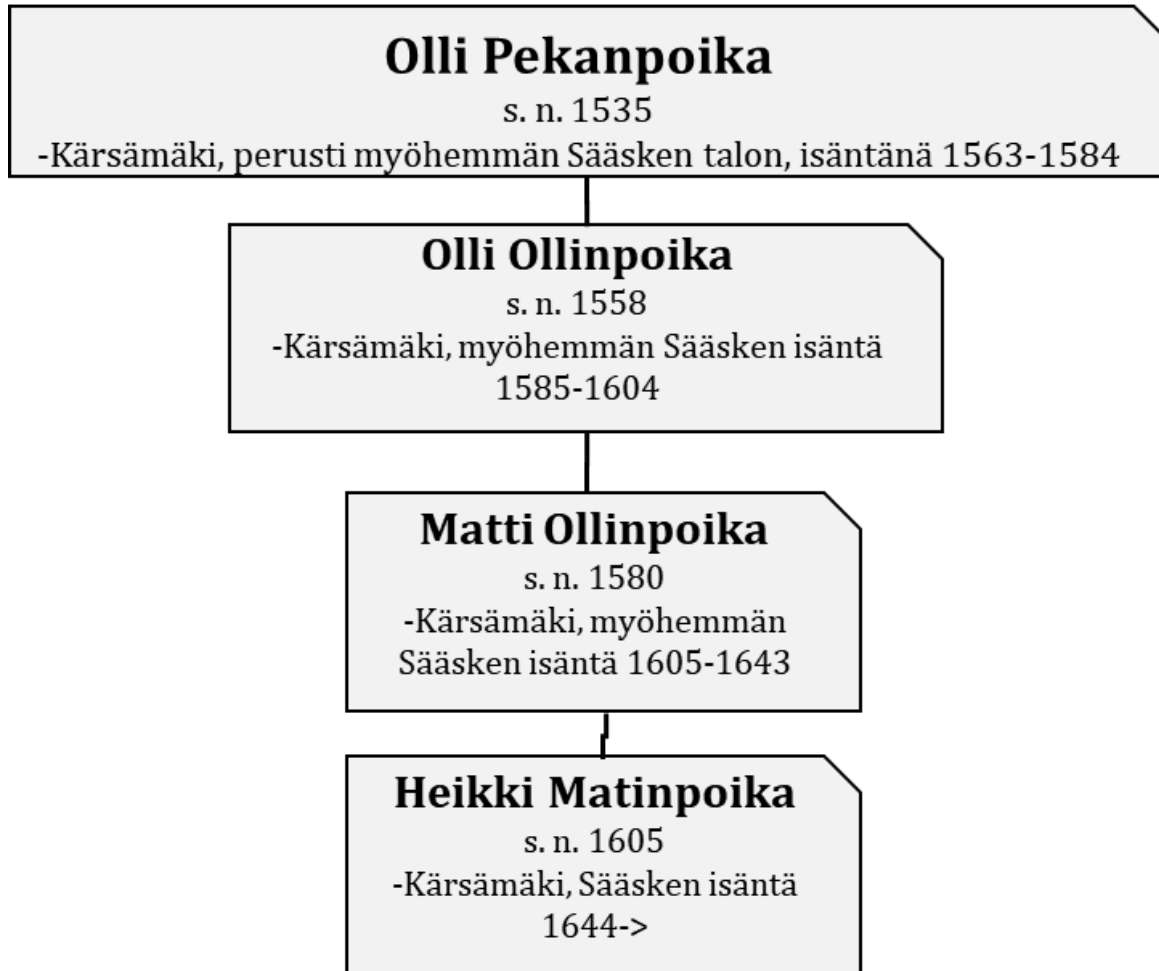 Olli Pekanpoika
s. n. 1535
-Kärsämäki, perusti myöhemmän Sääsken talon, isäntänä 1563-1584
Olli Ollinpoika
s. n. 1558
-Kärsämäki, myöhemmän Sääsken isäntä
1585-1604
Matti Ollinpoika
s. n. 1580
-Kärsämäki, myöhemmän
Sääsken isäntä 1605-1643
Heikki Matinpoika
s. n. 1605
-Kärsämäki, Sääsken isäntä
1644->